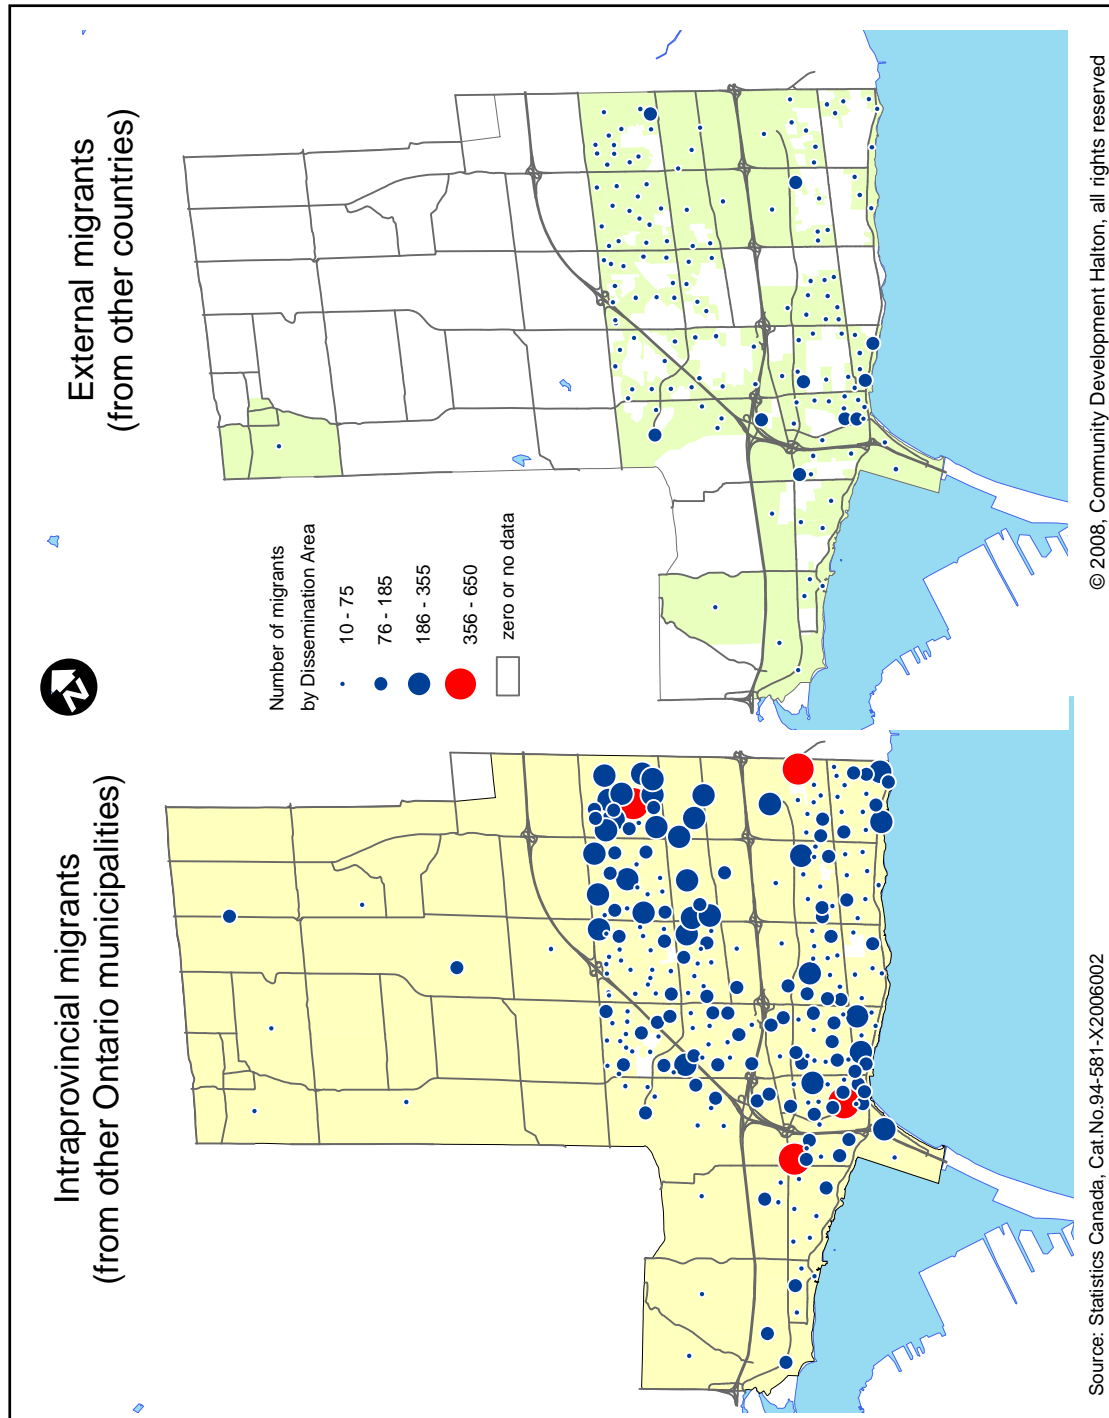 Intraprovincial migrants
(from other Ontario municipalities)
External migrants
(from other countries)
N
Number of migrants
by Dissemination Area
10 - 75
76 - 185
186 - 355
356 - 650
zero or no data
Source: Statistics Canada, Cat.No.94-581-X2006002
© 2008, Community Development Halton, all rights reserved